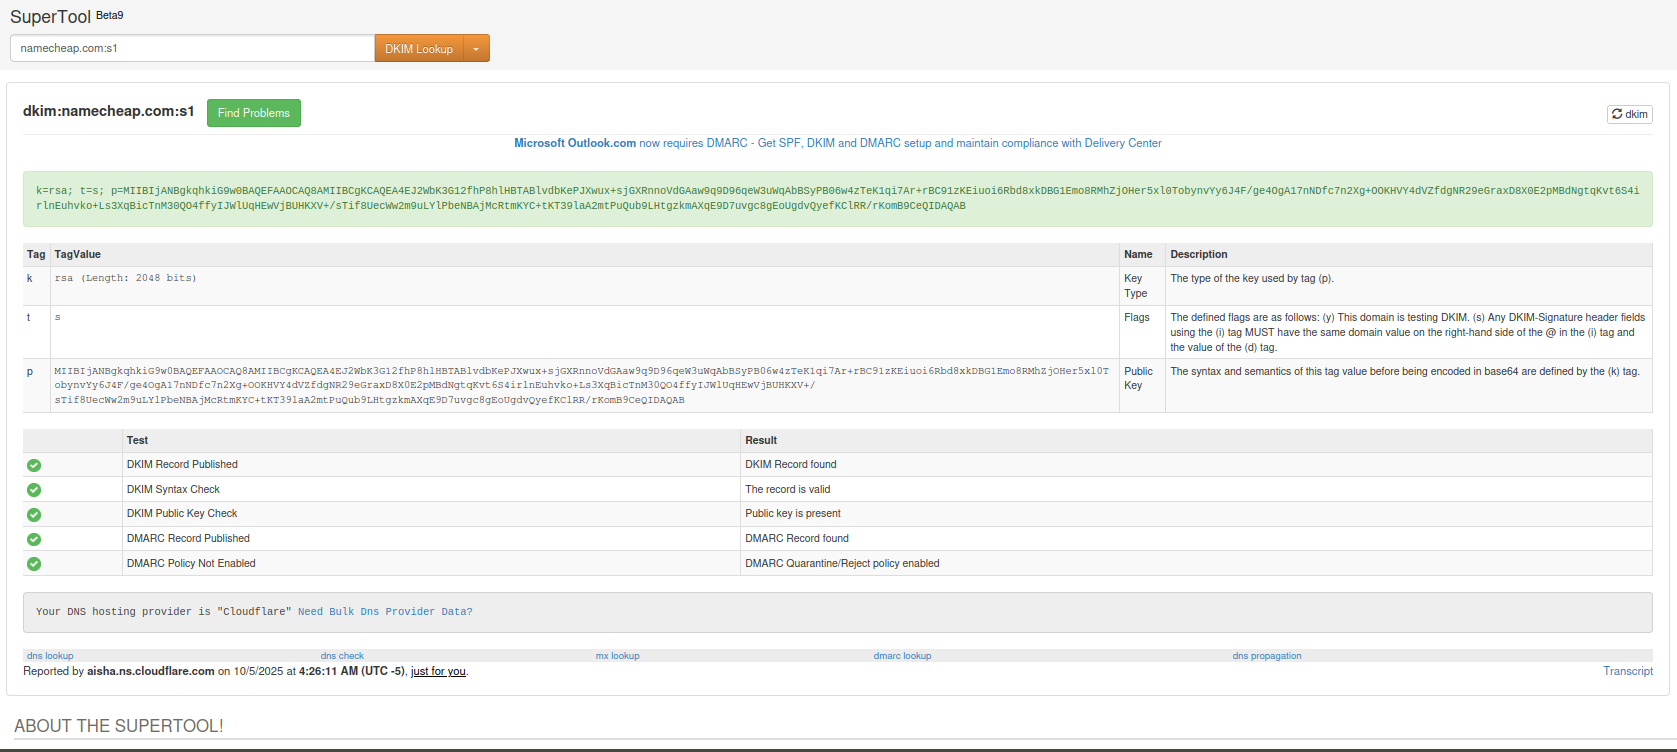 SuperTool Beta9
namecheap.com:s1
DKIM Lookup
dkim:namecheap.com:s1
Find Problems
dkim
Microsoft Outlook.com now requires DMARC - Get SPF, DKIM and DMARC setup and maintain compliance with Delivery Center
k=rsa; t=s; p=MIIBIjANBgkqhkiG9w0BAQEFAAOCAQ8AMIIBCgKCAQEA4EJ2WbK3G12fhP8hlHBTABlvdbKePJXwux+sjGXRnnoVdGAaw9q9D96qeW3uWqAbBSyPB06w4zTeK1qi7Ar+rBC91zKEiuoi6Rbd8xkDBG1Emo8RMhZjOHer5xl0TobynvYy6J4F/ge4OgA17nNDfc7n2Xg+OOKHVY4dVZfdgNR29eGraxD8X0E2pMBdNgtqKvt6S4i
rlnEuhvko+Ls3XqBicTnM30QO4ffyIJWlUqHEwVjBUHKXV+/sTif8UecWw2m9uLYlPbeNBAjMcRtmKYC+tKT39laA2mtPuQub9LHtgzkmAXqE9D7uvgc8gEoUgdvQyefKClRR/rKomB9CeQIDAQAB
Tag TagValue Name Description
k rsa (Length: 2048 bits) Key The type of the key used by tag (p).
Type
t s Flags The defined flags are as follows: (y) This domain is testing DKIM. (s) Any DKIM-Signature header fields
using the (i) tag MUST have the same domain value on the right-hand side of the @ in the (i) tag and
the value of the (d) tag.
p MIIBIjANBgkqhkiG9w0BAQEFAAOCAQ8AMIIBCgKCAQEA4EJ2WbK3G12fhP8hlHBTABlvdbKePJXwux+sjGXRnnoVdGAaw9q9D96qeW3uWqAbBSyPB06w4zTeK1qi7Ar+rBC91zKEiuoi6Rbd8xkDBG1Emo8RMhZjOHer5xl0T Public The syntax and semantics of this tag value before being encoded in base64 are defined by the (k) tag.
obynvYy6J4F/ge4OgA17nNDfc7n2Xg+OOKHVY4dVZfdgNR29eGraxD8X0E2pMBdNgtqKvt6S4irlnEuhvko+Ls3XqBicTnM30QO4ffyIJWlUqHEwVjBUHKXV+/ Key
sTif8UecWw2m9uLYlPbeNBAjMcRtmKYC+tKT39laA2mtPuQub9LHtgzkmAXqE9D7uvgc8gEoUgdvQyefKClRR/rKomB9CeQIDAQAB
Test Result
DKIM Record Published DKIM Record found
DKIM Syntax Check The record is valid
DKIM Public Key Check Public key is present
DMARC Record Published DMARC Record found
DMARC Policy Not Enabled DMARC Quarantine/Reject policy enabled
Your DNS hosting provider is "Cloudflare" Need Bulk Dns Provider Data?
dns lookup dns check mx lookup dmarc lookup dns propagation
Reported by aisha.ns.cloudflare.com on 10/5/2025 at 4:26:11 AM (UTC -5), just for you. Transcript
ABOUT THE SUPERTOOL!